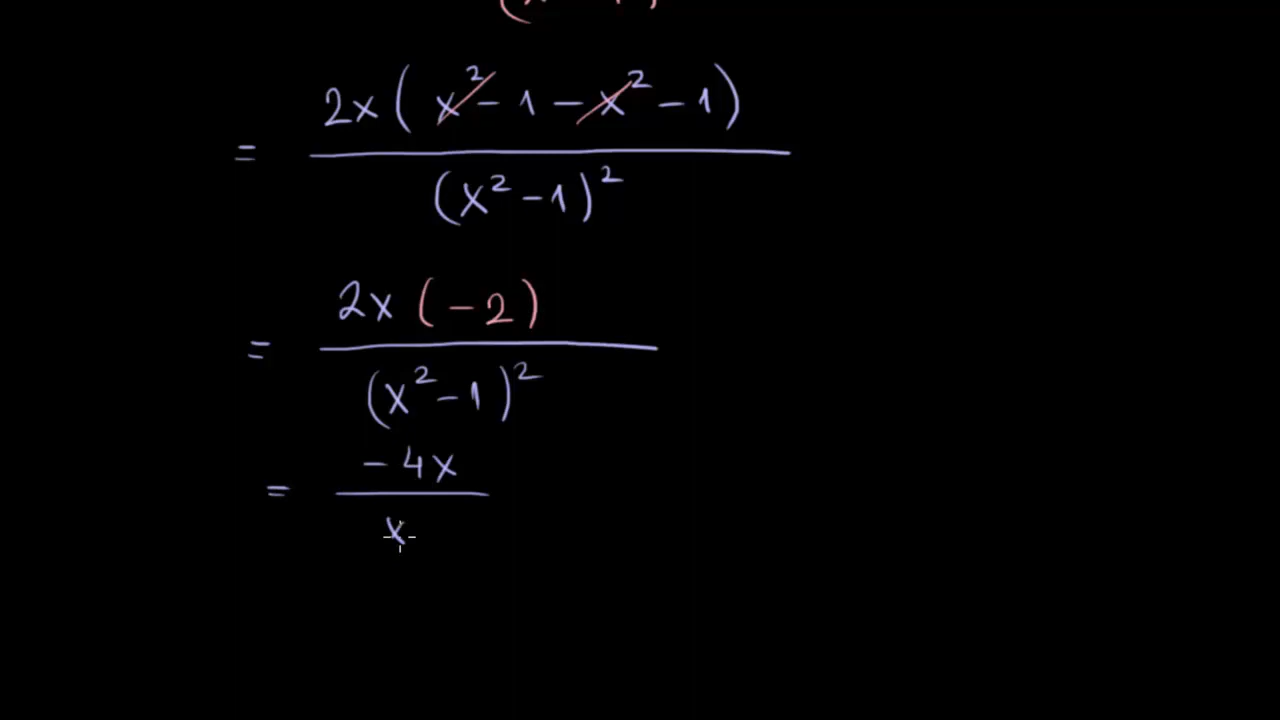 = 2x ( x² - 1 - x² - 1 )
(x² - 1)²
= 2x ( - 2 )
(x² - 1)²
= - 4x
x